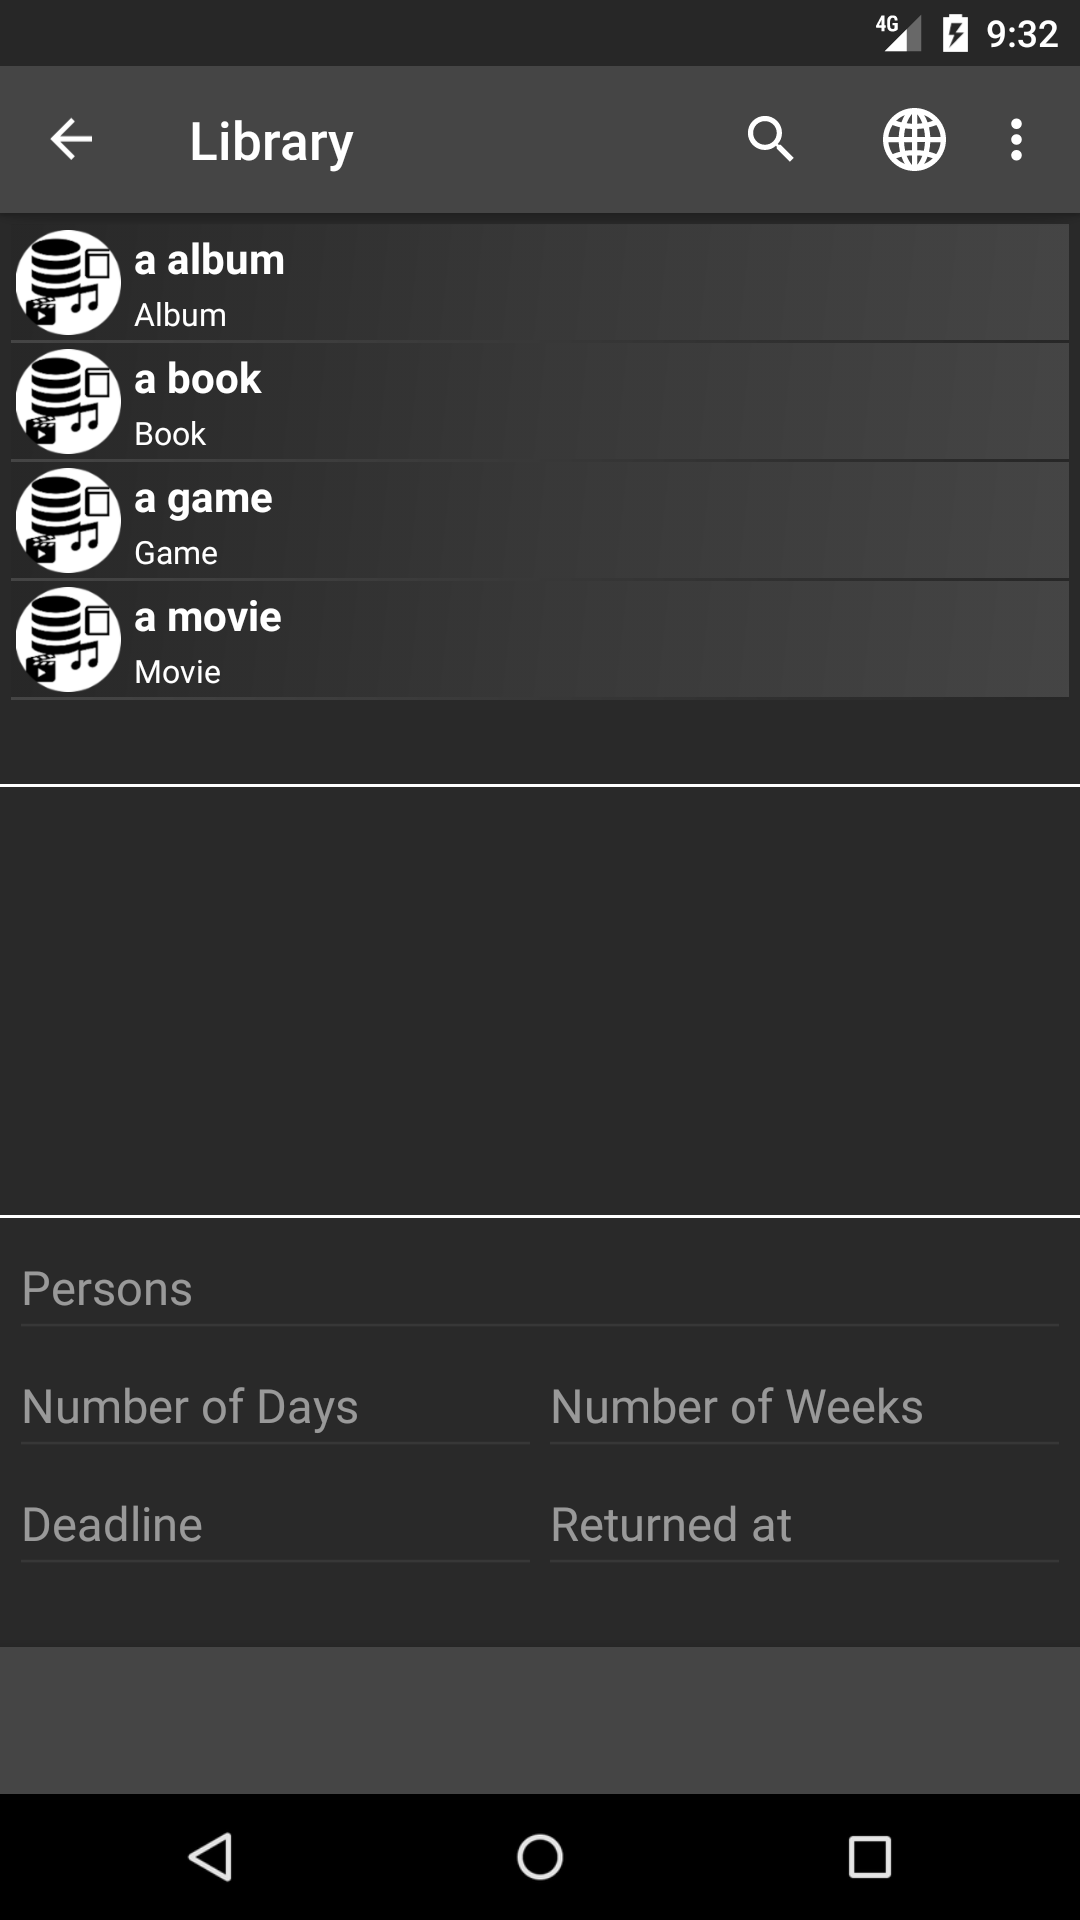 4G 9:32
Library
a album
Album
a book
Book
a game
Game
a movie
Movie
Persons
Number of Days Number of Weeks
Deadline Returned at